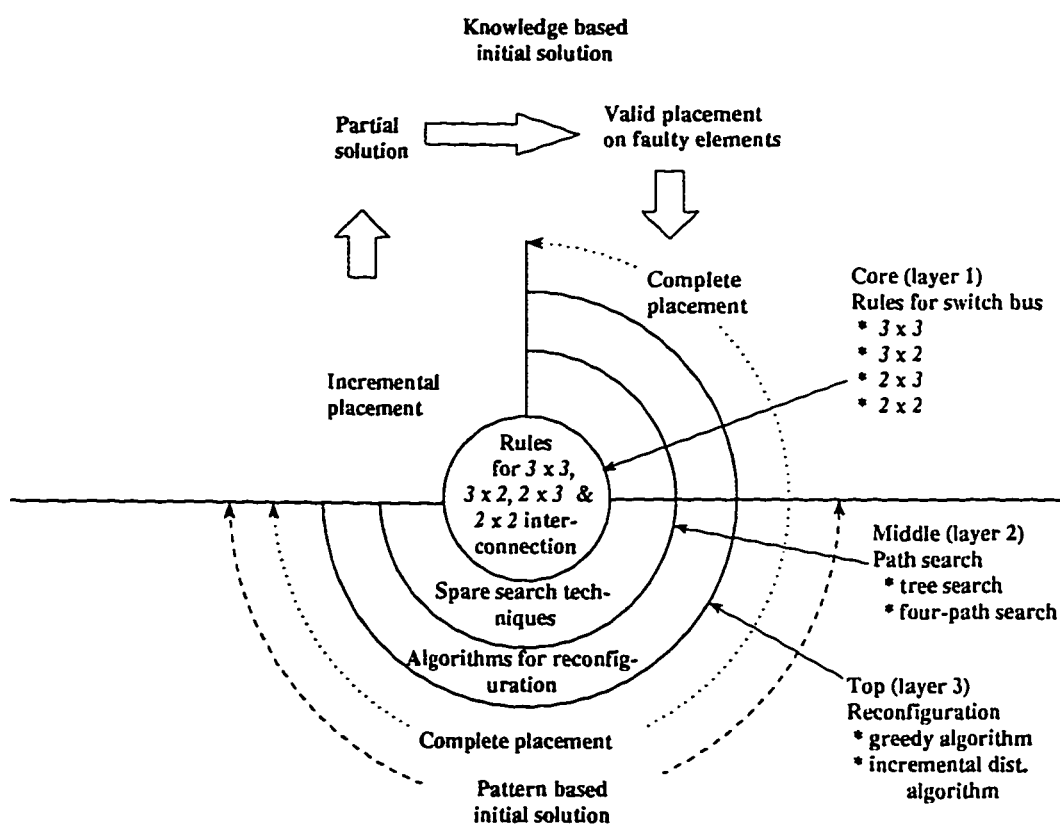 Knowledge based
initial solution
Partial
solution
Valid placement
on faulty elements
Complete
placement
Core (layer 1)
Rules for switch bus
* 3 x 3
* 3 x 2
* 2 x 3
* 2 x 2
Incremental
placement
Rules
for 3 x 3,
3 x 2, 2 x 3 &
2 x 2 inter-
connection
Middle (layer 2)
Path search
* tree search
* four-path search
Spare search tech-
niques
Algorithms for reconfig-
uration
Top (layer 3)
Reconfiguration
* greedy algorithm
* incremental dist.
algorithm
Complete placement
Pattern based
initial solution